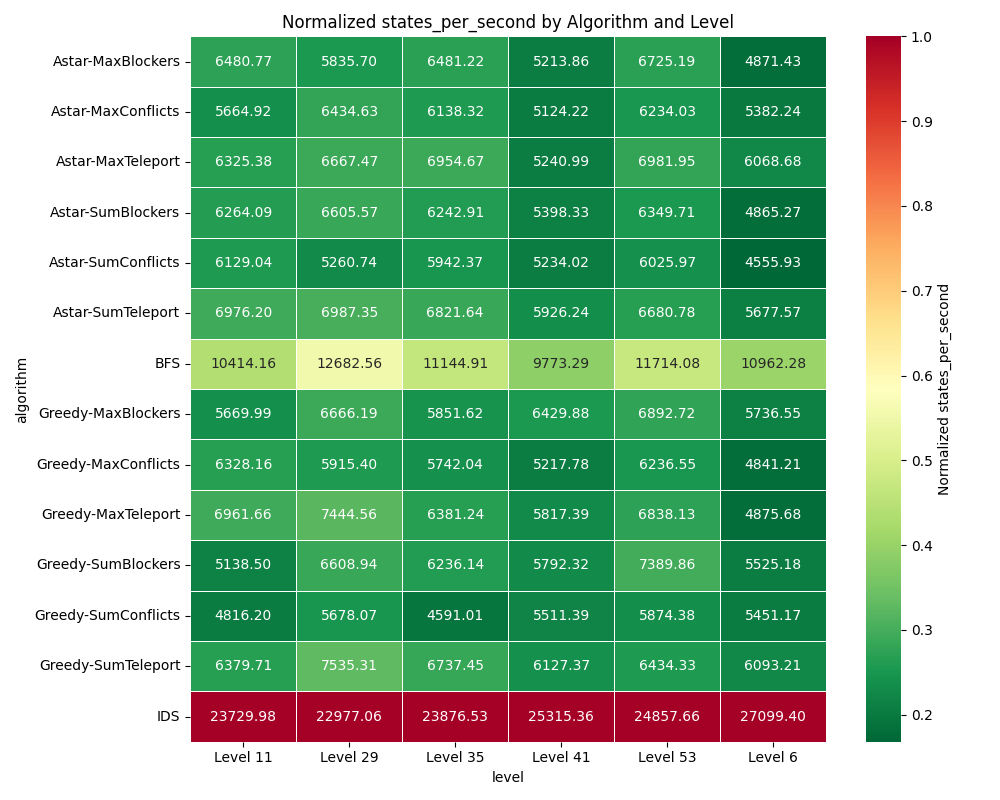 Normalized states_per_second by Algorithm and Level
algorithm
Astar-MaxBlockers 6480.77 5835.70 6481.22 5213.86 6725.19 4871.43
Astar-MaxConflicts 5664.92 6434.63 6138.32 5124.22 6234.03 5382.24
Astar-MaxTeleport 6325.38 6667.47 6954.67 5240.99 6981.95 6068.68
Astar-SumBlockers 6264.09 6605.57 6242.91 5398.33 6349.71 4865.27
Astar-SumConflicts 6129.04 5260.74 5942.37 5234.02 6025.97 4555.93
Astar-SumTeleport 6976.20 6987.35 6821.64 5926.24 6680.78 5677.57
BFS 10414.16 12682.56 11144.91 9773.29 11714.08 10962.28
Greedy-MaxBlockers 5669.99 6666.19 5851.62 6429.88 6892.72 5736.55
Greedy-MaxConflicts 6328.16 5915.40 5742.04 5217.78 6236.55 4841.21
Greedy-MaxTeleport 6961.66 7444.56 6381.24 5817.39 6838.13 4875.68
Greedy-SumBlockers 5138.50 6608.94 6236.14 5792.32 7389.86 5525.18
Greedy-SumConflicts 4816.20 5678.07 4591.01 5511.39 5874.38 5451.17
Greedy-SumTeleport 6379.71 7535.31 6737.45 6127.37 6434.33 6093.21
IDS 23729.98 22977.06 23876.53 25315.36 24857.66 27099.40
Level 11 Level 29 Level 35 Level 41 Level 53 Level 6
level
1.0
0.9
0.8
0.7
0.6
0.5
0.4
0.3
0.2
Normalized states_per_second